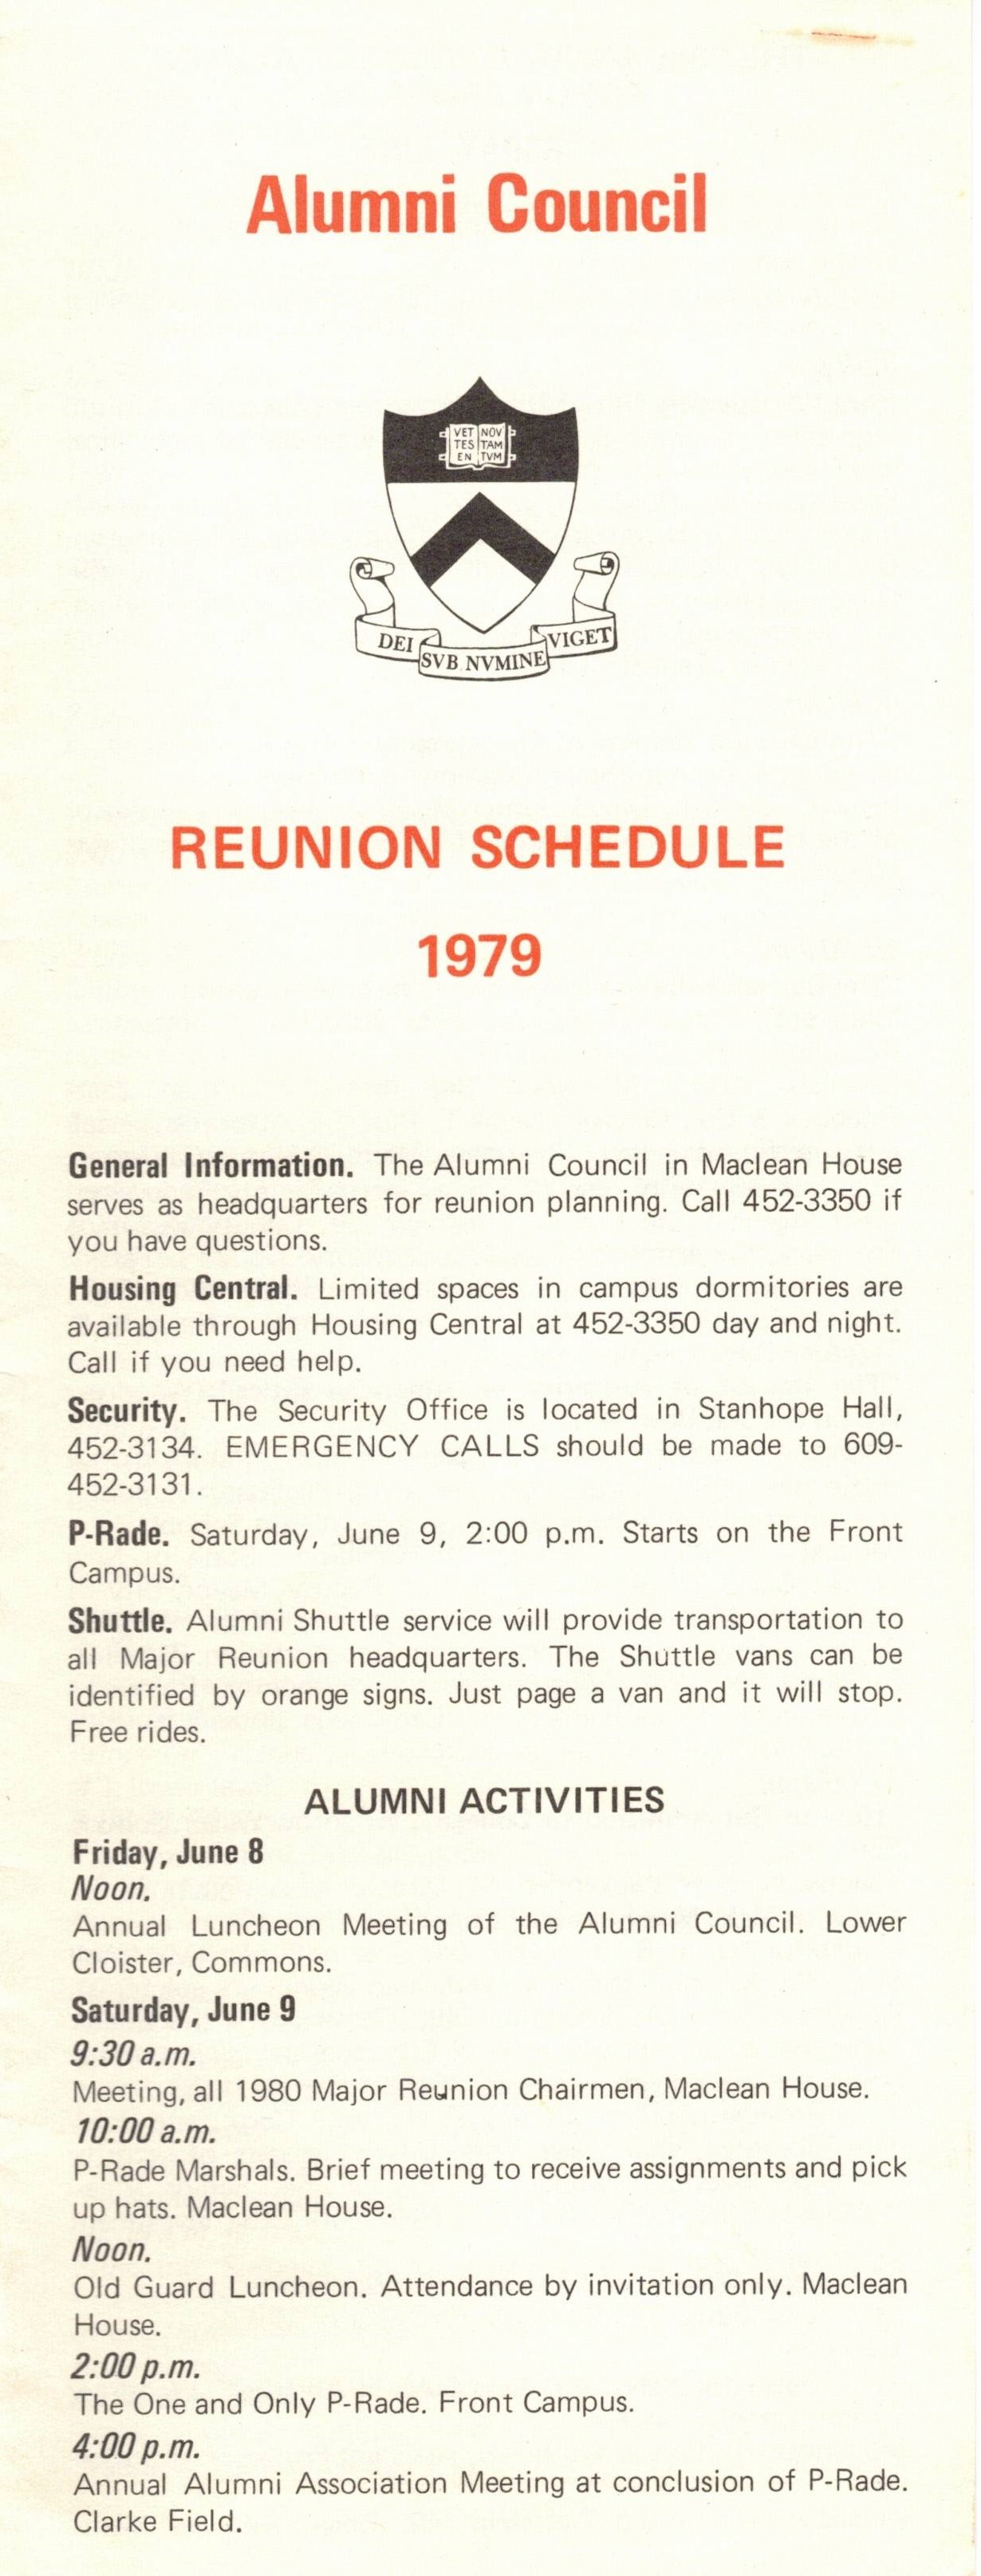 Alumni Council
VET NOV
TES TAM
EN TVM
DEI SVB NVMINE VIGET
REUNION SCHEDULE
1979
General Information. The Alumni Council in Maclean House
serves as headquarters for reunion planning. Call 452-3350 if
you have questions.
Housing Central. Limited spaces in campus dormitories are
available through Housing Central at 452-3350 day and night.
Call if you need help.
Security. The Security Office is located in Stanhope Hall,
452-3134. EMERGENCY CALLS should be made to 609-
452-3131.
P-Rade. Saturday, June 9, 2:00 p.m. Starts on the Front
Campus.
Shuttle. Alumni Shuttle service will provide transportation to
all Major Reunion headquarters. The Shuttle vans can be
identified by orange signs. Just page a van and it will stop.
Free rides.
ALUMNI ACTIVITIES
Friday, June 8
Noon.
Annual Luncheon Meeting of the Alumni Council. Lower
Cloister, Commons.
Saturday, June 9
9:30 a.m.
Meeting, all 1980 Major Reunion Chairmen, Maclean House.
10:00 a.m.
P-Rade Marshals. Brief meeting to receive assignments and pick
up hats. Maclean House.
Noon.
Old Guard Luncheon. Attendance by invitation only. Maclean
House.
2:00 p.m.
The One and Only P-Rade. Front Campus.
4:00 p.m.
Annual Alumni Association Meeting at conclusion of P-Rade.
Clarke Field.